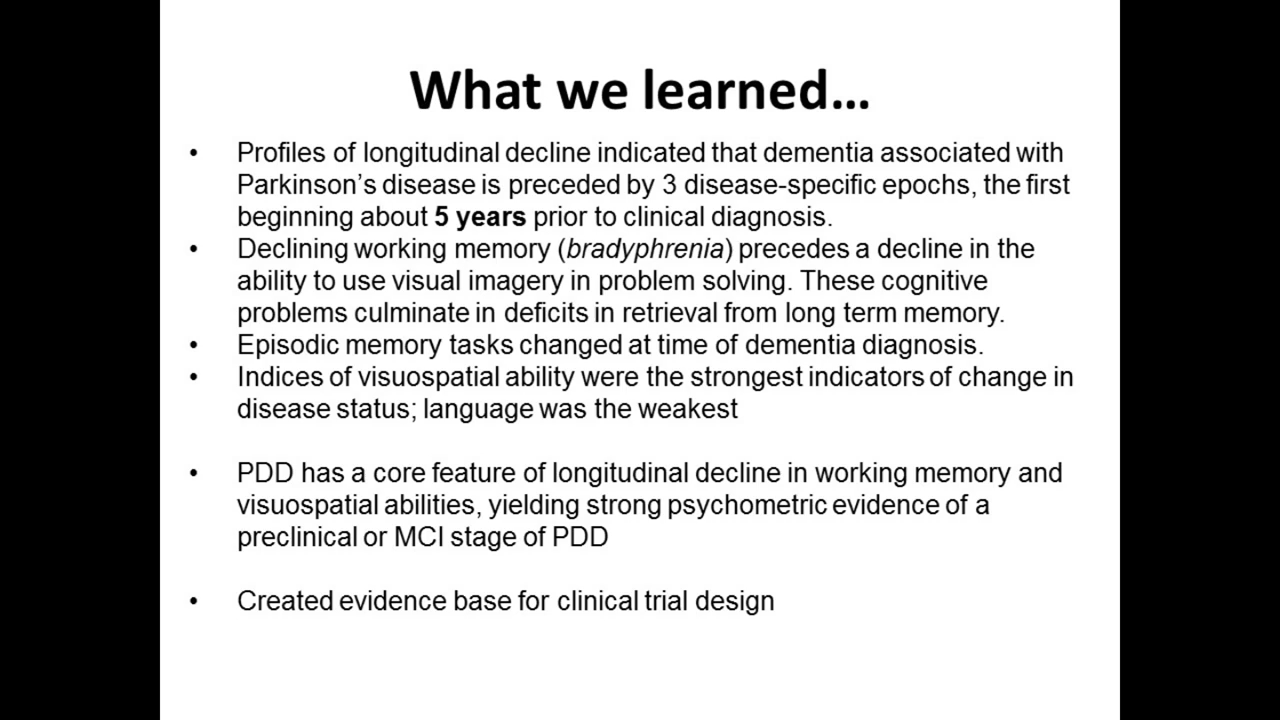 What we learned...
• Profiles of longitudinal decline indicated that dementia associated with
Parkinson’s disease is preceded by 3 disease-specific epochs, the first
beginning about 5 years prior to clinical diagnosis.
• Declining working memory (bradyphrenia) precedes a decline in the
ability to use visual imagery in problem solving. These cognitive
problems culminate in deficits in retrieval from long term memory.
• Episodic memory tasks changed at time of dementia diagnosis.
• Indices of visuospatial ability were the strongest indicators of change in
disease status; language was the weakest
• PDD has a core feature of longitudinal decline in working memory and
visuospatial abilities, yielding strong psychometric evidence of a
preclinical or MCI stage of PDD
• Created evidence base for clinical trial design